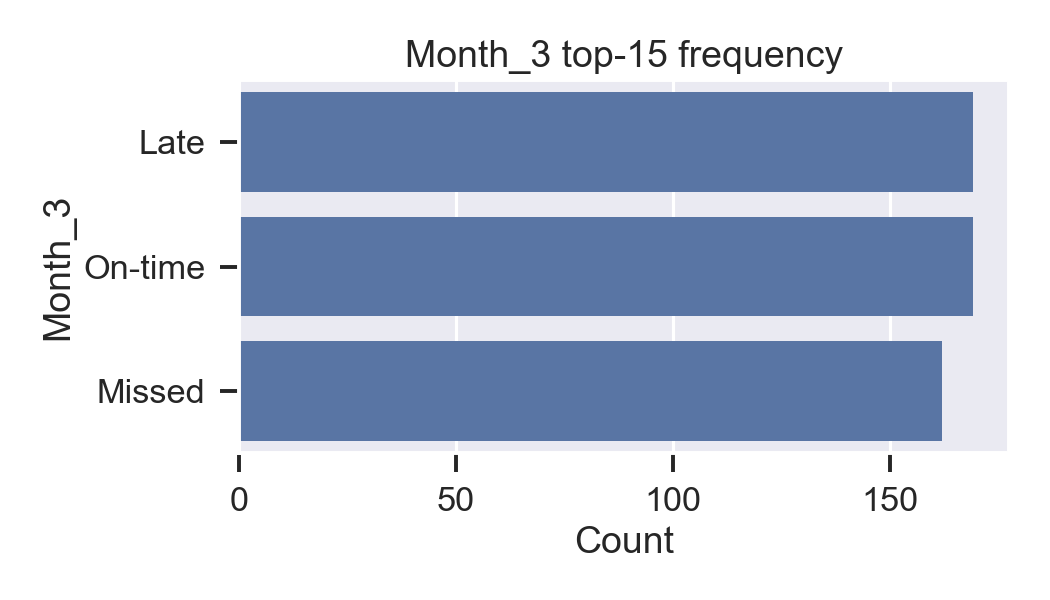 Month_3 top-15 frequency
Month_3
Late
On-time
Missed
0 50 100 150
Count